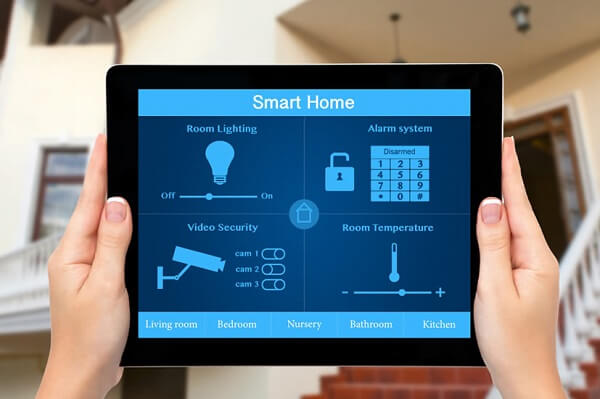 Smart Home
Room Lighting
Off
On
Alarm system
Disarmed
1 2 3
4 5 6
7 8 9
* 0 #
Video Security
cam 1
cam 2
cam 3
Room Temperature
- +
Living room
Bedroom
Nursery
Bathroom
Kitchen